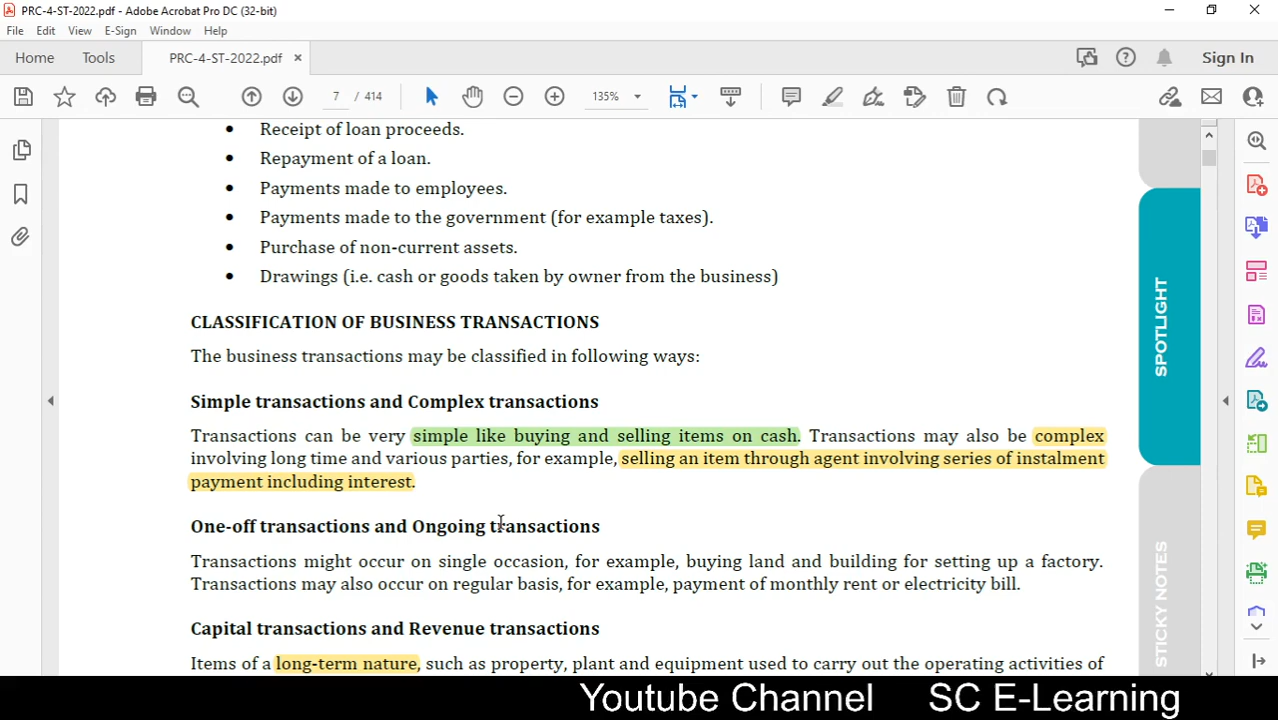 PRC-4-ST-2022.pdf - Adobe Acrobat Pro DC (32-bit)
File Edit View E-Sign Window Help
Home Tools PRC-4-ST-2022.pdf × Sign In
7 / 414 135%
• Receipt of loan proceeds.
• Repayment of a loan.
• Payments made to employees.
• Payments made to the government (for example taxes).
• Purchase of non-current assets.
• Drawings (i.e. cash or goods taken by owner from the business)
CLASSIFICATION OF BUSINESS TRANSACTIONS
The business transactions may be classified in following ways:
Simple transactions and Complex transactions
Transactions can be very simple like buying and selling items on cash. Transactions may also be complex
involving long time and various parties, for example, selling an item through agent involving series of instalment
payment including interest.
One-off transactions and Ongoing transactions
Transactions might occur on single occasion, for example, buying land and building for setting up a factory.
Transactions may also occur on regular basis, for example, payment of monthly rent or electricity bill.
Capital transactions and Revenue transactions
Items of a long-term nature, such as property, plant and equipment used to carry out the operating activities of
SPOTLIGHT
STICKY NOTES
Youtube Channel SC E-Learning